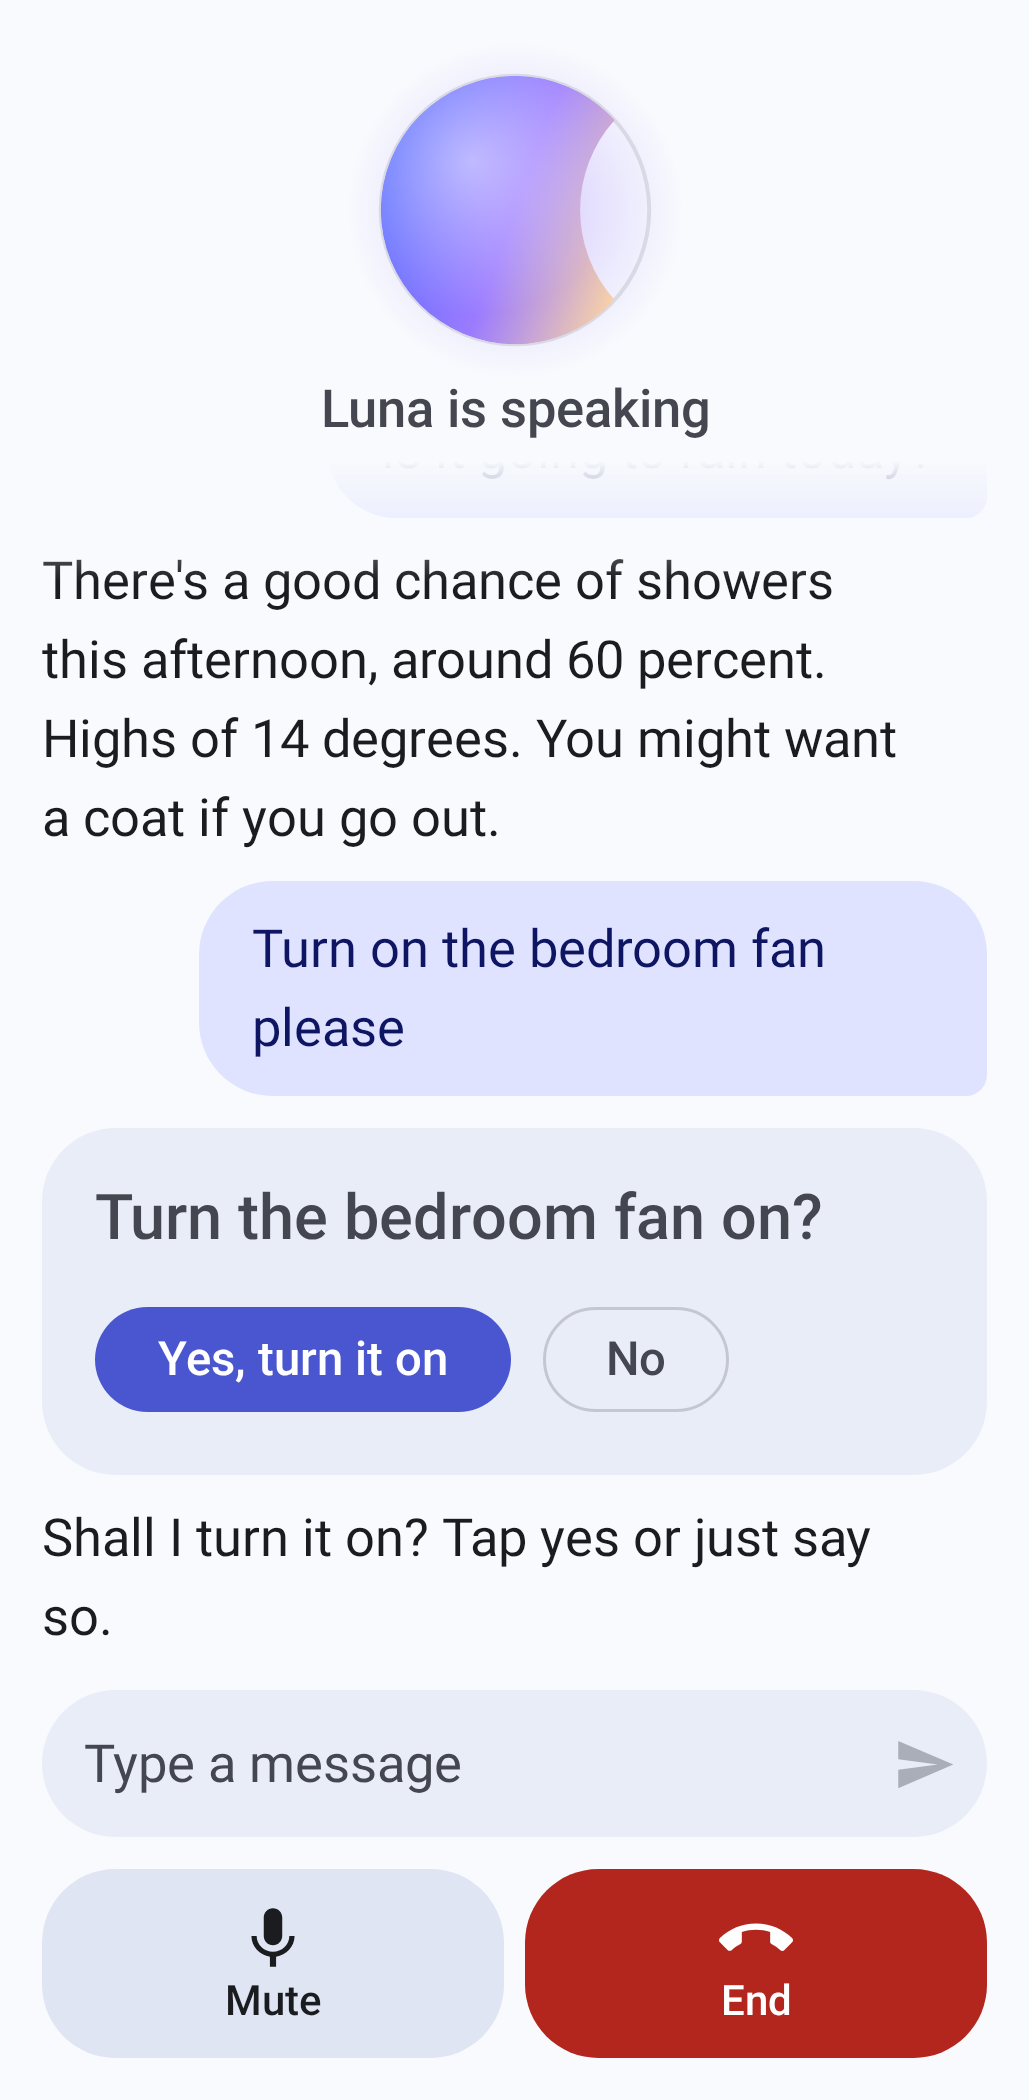 Luna is speaking
There's a good chance of showers
this afternoon, around 60 percent.
Highs of 14 degrees. You might want
a coat if you go out.
Turn on the bedroom fan
please
Turn the bedroom fan on?
Yes, turn it on
No
Shall I turn it on? Tap yes or just say
so.
Type a message
Mute
End